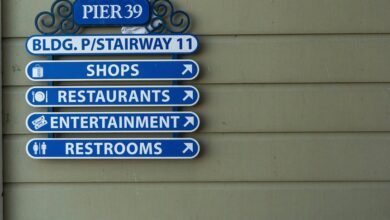 PIER 39
BLDG. P/STAIRWAY 11
SHOPS
RESTAURANTS
ENTERTAINMENT
RESTROOMS